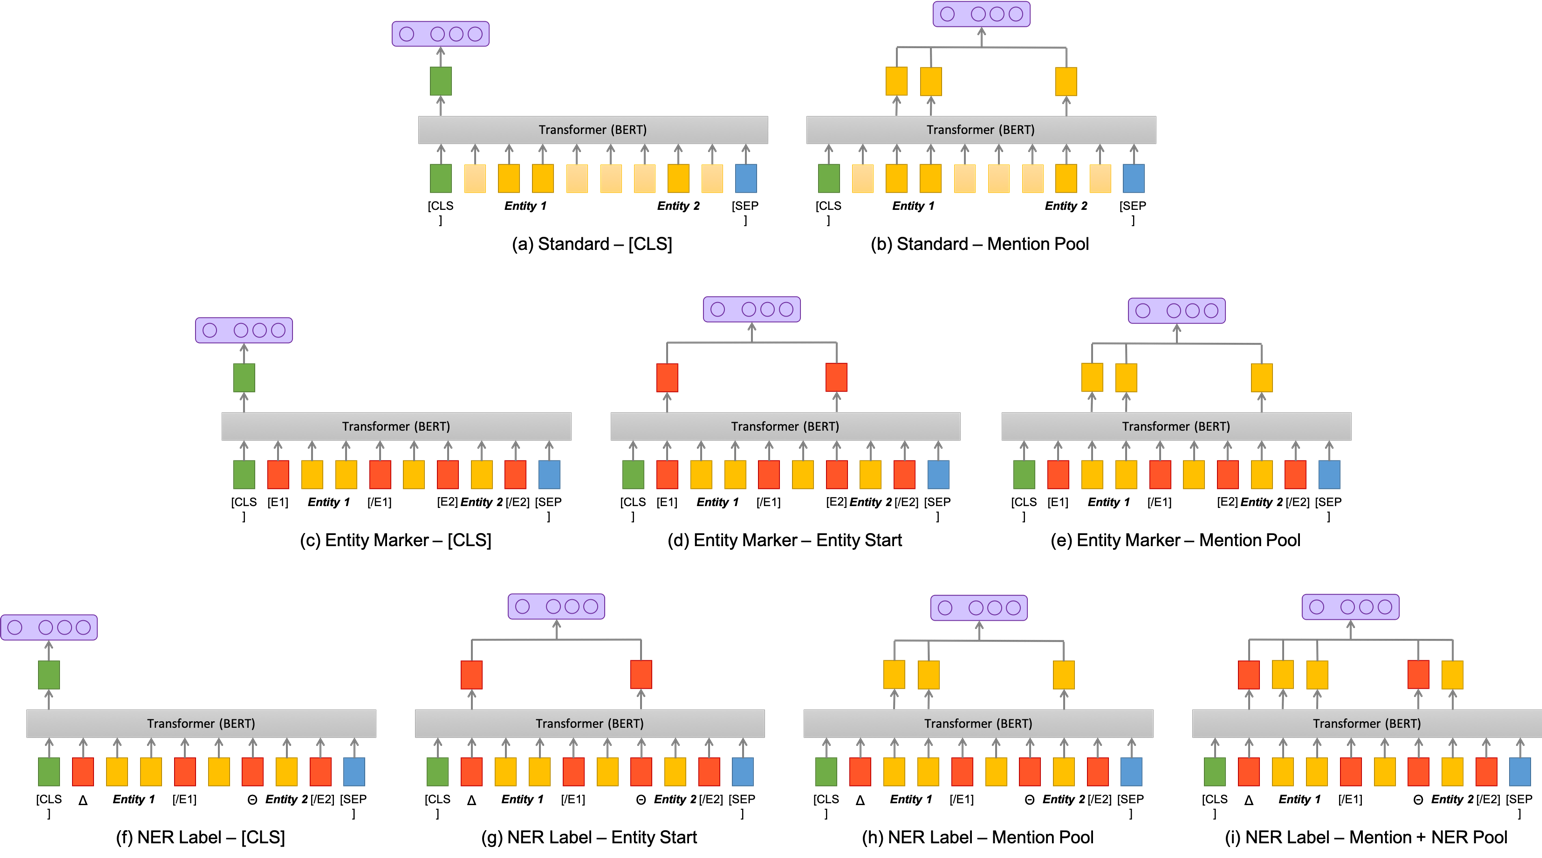 Transformer (BERT)
Transformer (BERT)
[CLS
]
Entity 1
Entity 2
[SEP
]
[CLS
]
Entity 1
Entity 2
[SEP
]
(a) Standard – [CLS]
(b) Standard – Mention Pool
Transformer (BERT)
Transformer (BERT)
Transformer (BERT)
[CLS
]
[E1]
Entity 1
[/E1]
[E2]
Entity 2
[/E2]
[SEP
]
[CLS
]
[E1]
Entity 1
[/E1]
[E2]
Entity 2
[/E2]
[SEP
]
[CLS
]
[E1]
Entity 1
[/E1]
[E2]
Entity 2
[/E2]
[SEP
]
(c) Entity Marker – [CLS]
(d) Entity Marker – Entity Start
(e) Entity Marker – Mention Pool
Transformer (BERT)
Transformer (BERT)
Transformer (BERT)
Transformer (BERT)
[CLS
]
Δ
Entity 1
[/E1]
Θ
Entity 2
[/E2]
[SEP
]
[CLS
]
Δ
Entity 1
[/E1]
Θ
Entity 2
[/E2]
[SEP
]
[CLS
]
Δ
Entity 1
[/E1]
Θ
Entity 2
[/E2]
[SEP
]
[CLS
]
Δ
Entity 1
[/E1]
Θ
Entity 2
[/E2]
[SEP
]
(f) NER Label – [CLS]
(g) NER Label – Entity Start
(h) NER Label – Mention Pool
(i) NER Label – Mention + NER Pool